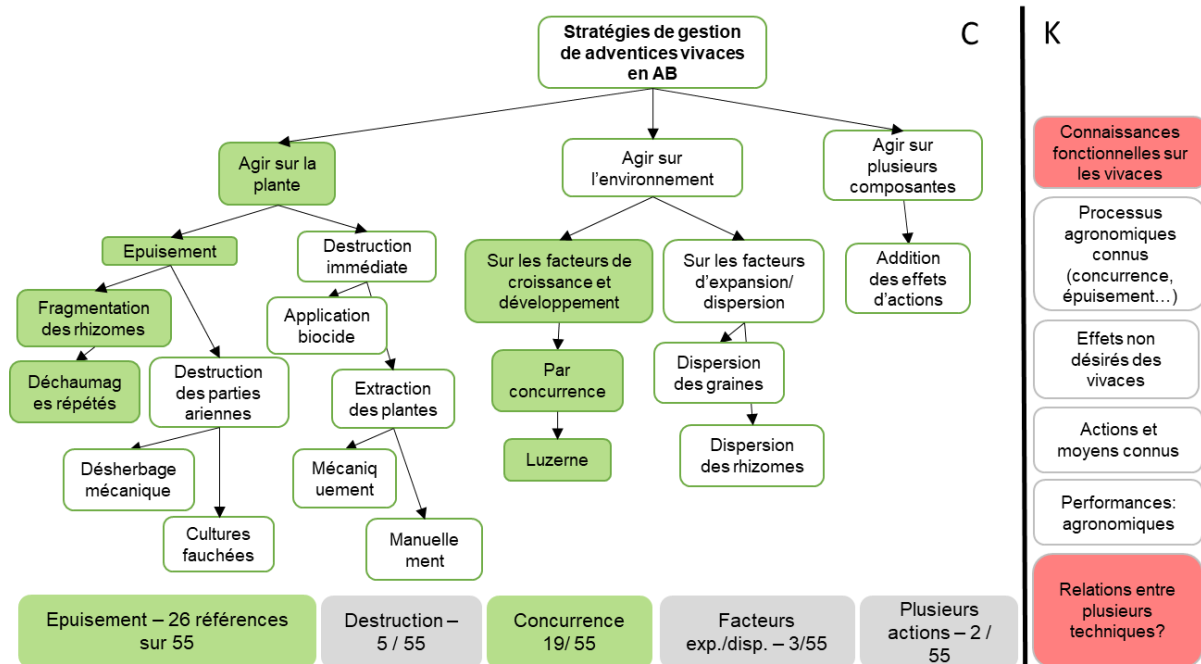 Stratégies de gestion
de adventices vivaces
en AB
C
K
Agir sur la
plante
Agir sur
l'environnement
Agir sur
plusieurs
composantes
Epuisement
Destruction
immédiate
Sur les facteurs de
croissance et
développement
Sur les facteurs
d'expansion/
dispersion
Addition
des effets
d'actions
Fragmentation
des rhizomes
Application
biocide
Déchaumag
es répétés
Destruction
des parties
ariennes
Extraction
des plantes
Par
concurrence
Dispersion
des graines
Désherbage
mécanique
Mécaniq
uement
Luzerne
Dispersion
des rhizomes
Cultures
fauchées
Manuelle
ment
Epuisement – 26 références
sur 55
Destruction –
5 / 55
Concurrence
19/ 55
Facteurs
exp./disp. – 3/55
Plusieurs
actions – 2 /
55
Connaissances
fonctionnelles sur
les vivaces
Processus
agronomiques
connus
(concurrence,
épuisement…)
Effets non
désirés des
vivaces
Actions et
moyens connus
Performances:
agronomiques
Relations entre
plusieurs
techniques?